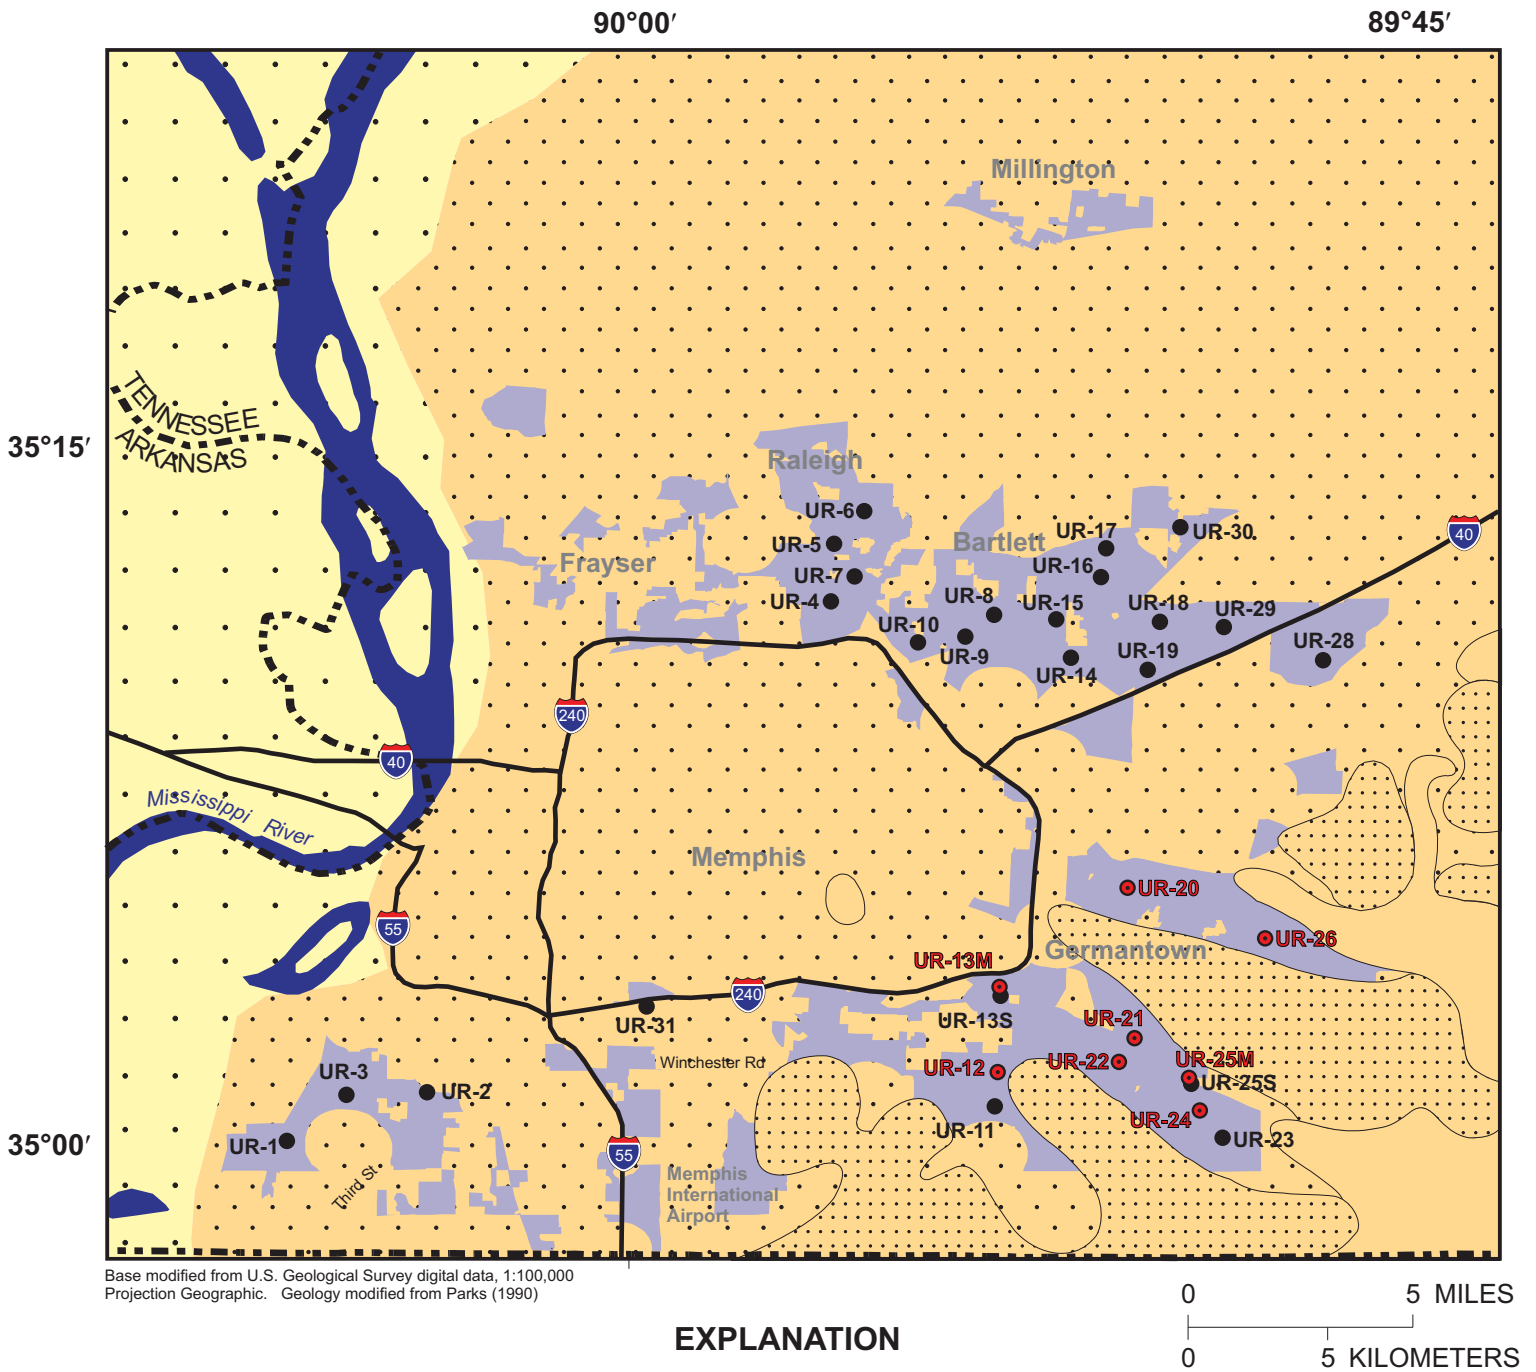 90°00′
89°45′
Millington
TENNESSEE
ARKANSAS
35°15′
Raleigh
UR-6
UR-5
UR-7
UR-4
Frayser
Bartlett
UR-17
UR-30
UR-16
40
UR-8
UR-15
UR-18
UR-29
UR-10
UR-9
UR-14
UR-19
UR-28
240
40
Mississippi River
Memphis
UR-20
55
UR-26
Germantown
UR-13M
240
UR-31
UR-13S
UR-21
Winchester Rd
UR-12
UR-22
UR-25M
UR-25S
UR-3
UR-2
UR-24
UR-11
UR-23
35°00′
UR-1
55
Third St
Memphis
International
Airport
Base modified from U.S. Geological Survey digital data, 1:100,000
Projection Geographic. Geology modified from Parks (1990)
0 5 MILES
0 5 KILOMETERS
EXPLANATION